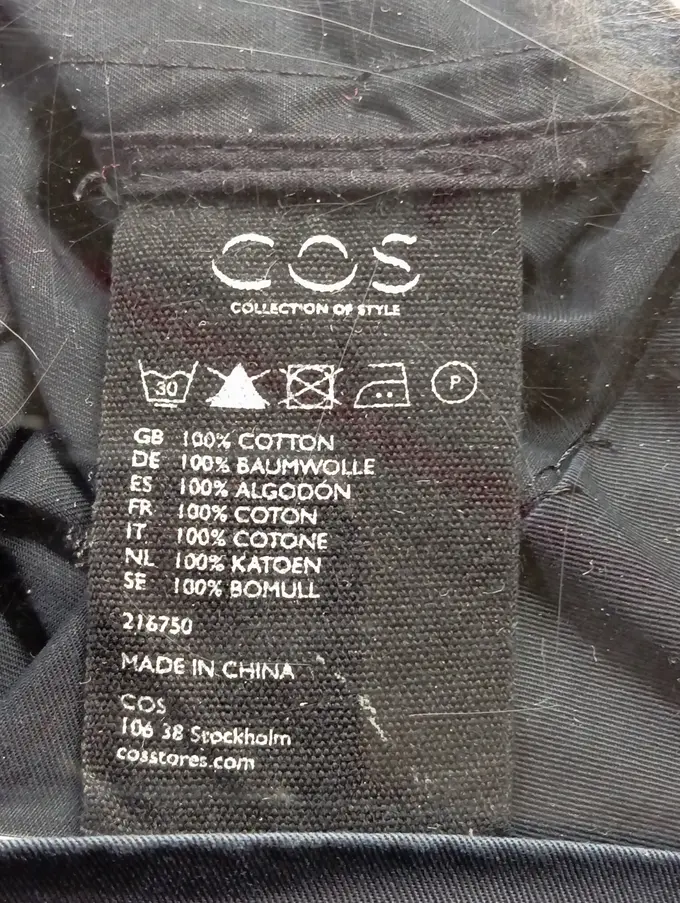 COS
COLLECTION OF STYLE
30 P
GB 100% COTTON
DE 100% BAUMWOLLE
ES 100% ALGODÓN
FR 100% COTON
IT 100% COTONE
NL 100% KATOEN
SE 100% BOMULL
216750
MADE IN CHINA
COS
106 38 Stockholm
cosstores.com